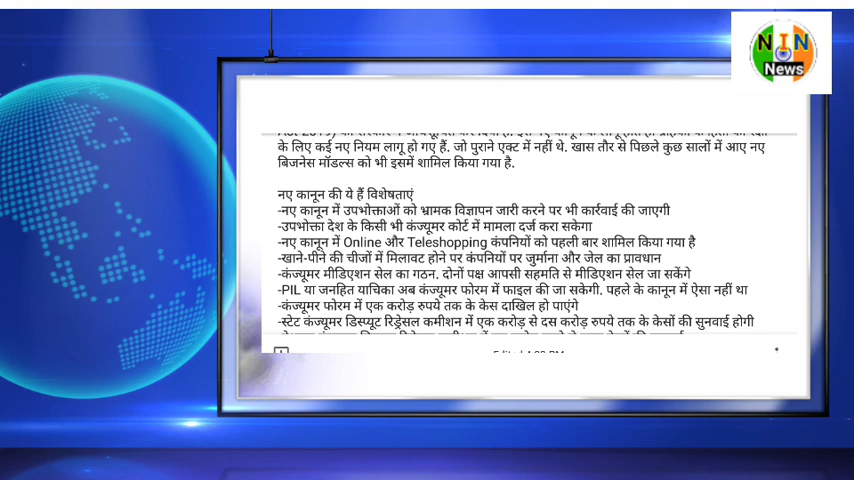 NIN
News
के लिए कई नए नियम लागू हो गए हैं. जो पुराने एक्ट में नहीं थे. खास तौर से पिछले कुछ सालों में आए नए
बिजनेस मॉडल्स को भी इसमें शामिल किया गया है.
नए कानून की ये हैं विशेषताएं
-नए कानून में उपभोक्ताओं को भ्रामक विज्ञापन जारी करने पर भी कार्रवाई की जाएगी
-उपभोक्ता देश के किसी भी कंज्यूमर कोर्ट में मामला दर्ज करा सकेगा
-नए कानून में Online और Teleshopping कंपनियों को पहली बार शामिल किया गया है
-खाने-पीने की चीजों में मिलावट होने पर कंपनियों पर जुर्माना और जेल का प्रावधान
-कंज्यूमर मीडिएशन सेल का गठन. दोनों पक्ष आपसी सहमति से मीडिएशन सेल जा सकेंगे
-PIL या जनहित याचिका अब कंज्यूमर फोरम में फाइल की जा सकेगी. पहले के कानून में ऐसा नहीं था
-कंज्यूमर फोरम में एक करोड़ रुपये तक के केस दाखिल हो पाएंगे
-स्टेट कंज्यूमर डिस्प्यूट रिड्रेसल कमीशन में एक करोड़ से दस करोड़ रुपये तक के केसों की सुनवाई होगी